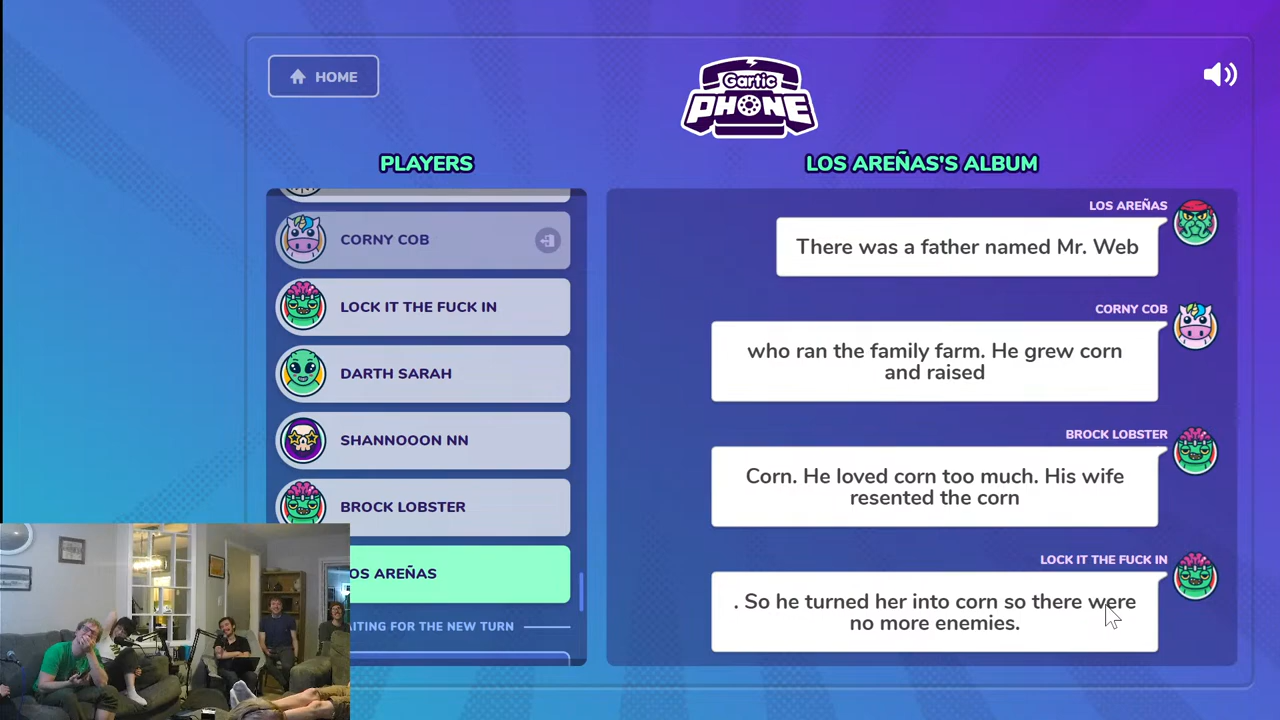 HOME
Gartic
PHONE
PLAYERS
CORNY COB
LOCK IT THE FUCK IN
DARTH SARAH
SHANNOOON NN
BROCK LOBSTER
OS AREÑAS
AITING FOR THE NEW TURN
LOS AREÑAS'S ALBUM
LOS AREÑAS
There was a father named Mr. Web
CORNY COB
who ran the family farm. He grew corn
and raised
BROCK LOBSTER
Corn. He loved corn too much. His wife
resented the corn
LOCK IT THE FUCK IN
. So he turned her into corn so there were
no more enemies.